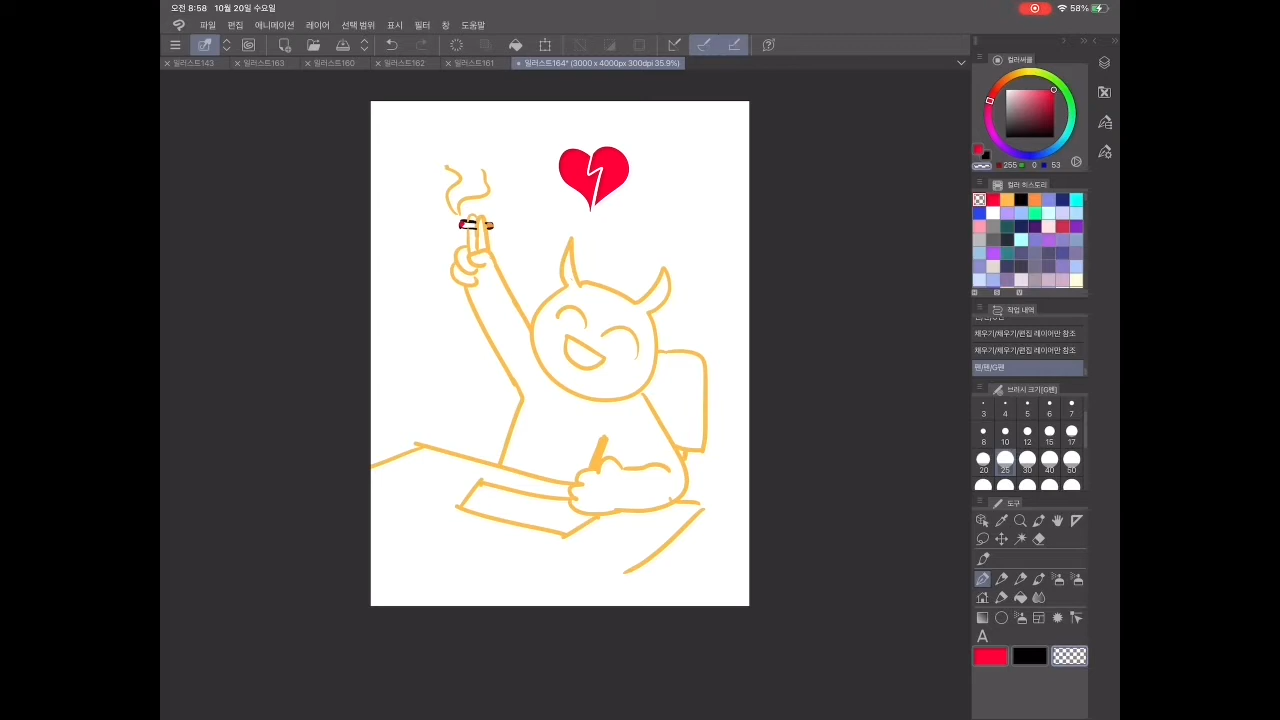 오전 8:58 10월 20일 수요일
58%
파일 편집 애니메이션 레이어 선택 범위 표시 필터 창 도움말
일러스트143 일러스트163 일러스트160 일러스트162 일러스트161 일러스트164* (3000 x 4000px 300dpi 35.9%)
컬러써클
255 0 53
컬러 히스토리
H S V
작업 내역
채우기/채우기/편집 레이어만 참조
채우기/채우기/편집 레이어만 참조
펜/펜/G펜
브러시 크기[G펜]
3 4 5 6 7
8 10 12 15 17
20 25 30 40 50
도구
A